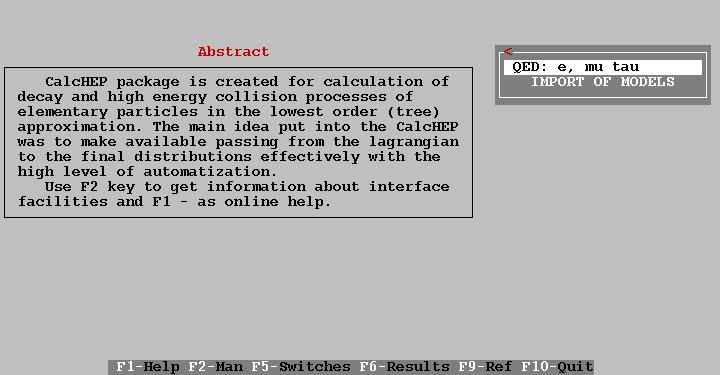 Abstract
CalcHEP package is created for calculation of
decay and high energy collision processes of
elementary particles in the lowest order (tree)
approximation. The main idea put into the CalcHEP
was to make available passing from the lagrangian
to the final distributions effectively with the
high level of automatization.
Use F2 key to get information about interface
facilities and F1 - as online help.
<
QED: e, mu tau
IMPORT OF MODELS
F1-Help F2-Man F5-Switches F6-Results F9-Ref F10-Quit